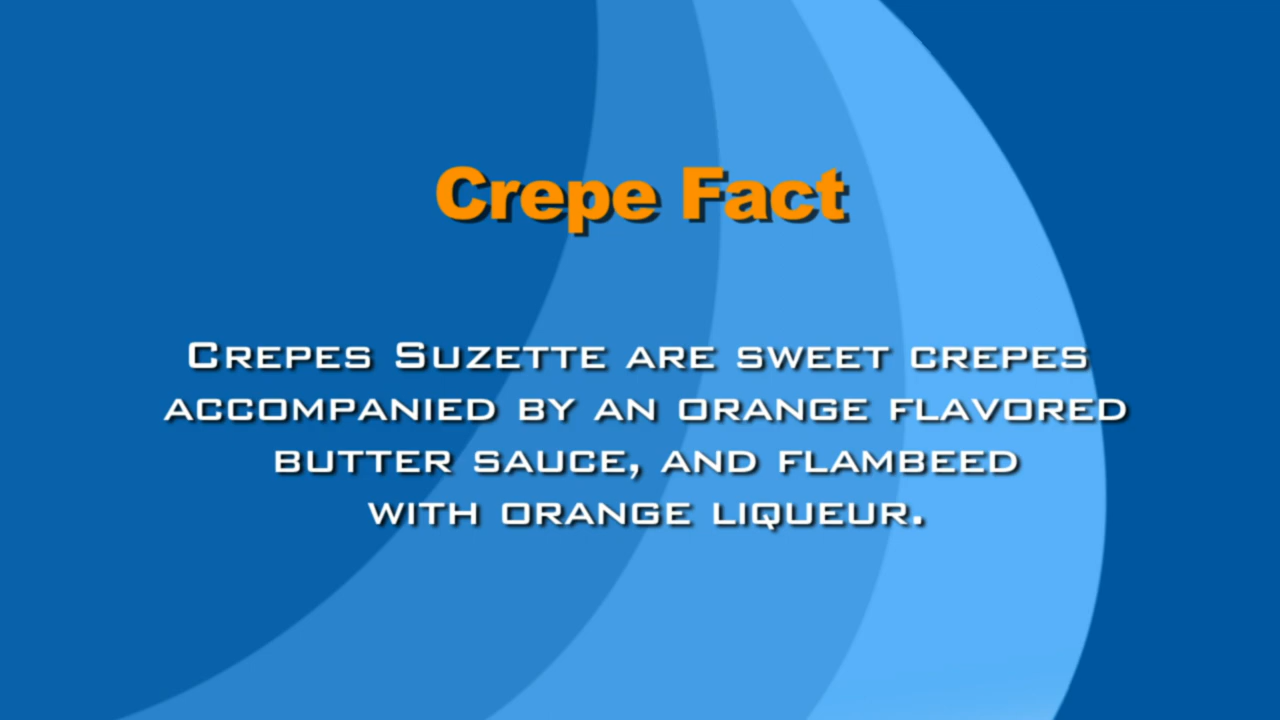 Crepe Fact
Crepes Suzette are sweet crepes
accompanied by an orange flavored
butter sauce, and flambeed
with orange liqueur.